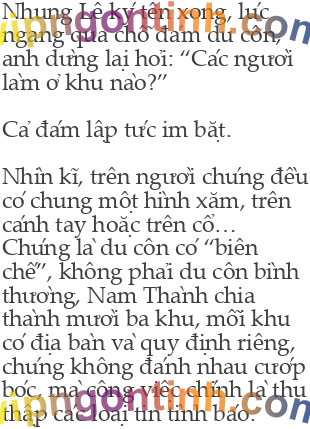 Nhưng Lê ký tên xong, lúc
ngang qua chỗ đám du côn,
anh dừng lại hỏi: “Các người
làm ở khu nào?”
Cả đám lập tức im bặt.
Nhìn kĩ, trên người chúng đều
có chung một hình xăm, trên
cánh tay hoặc trên cổ…
Chúng là du côn có “biên
chế”, không phải du côn bình
thường, Nam Thành chia
thành mười ba khu, mỗi khu
có địa bàn và quy định riêng,
chúng không đánh nhau cướp
bóc, mà công việc chính là thu
thập các loại tin tình báo.